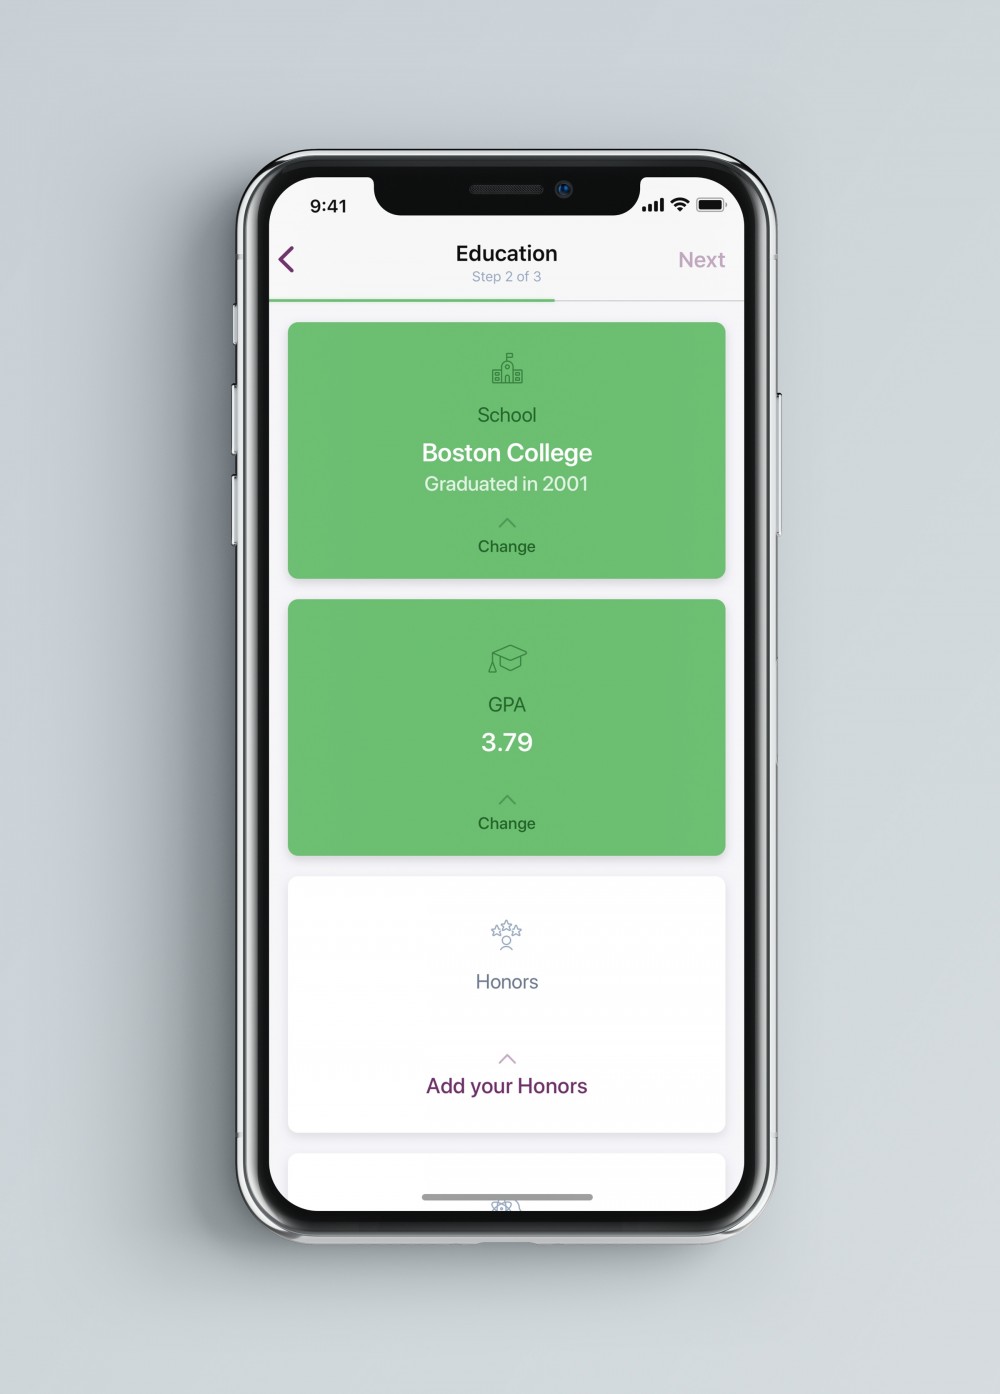 9:41
Education
Step 2 of 3
Next
School
Boston College
Graduated in 2001
Change
GPA
3.79
Change
Honors
Add your Honors